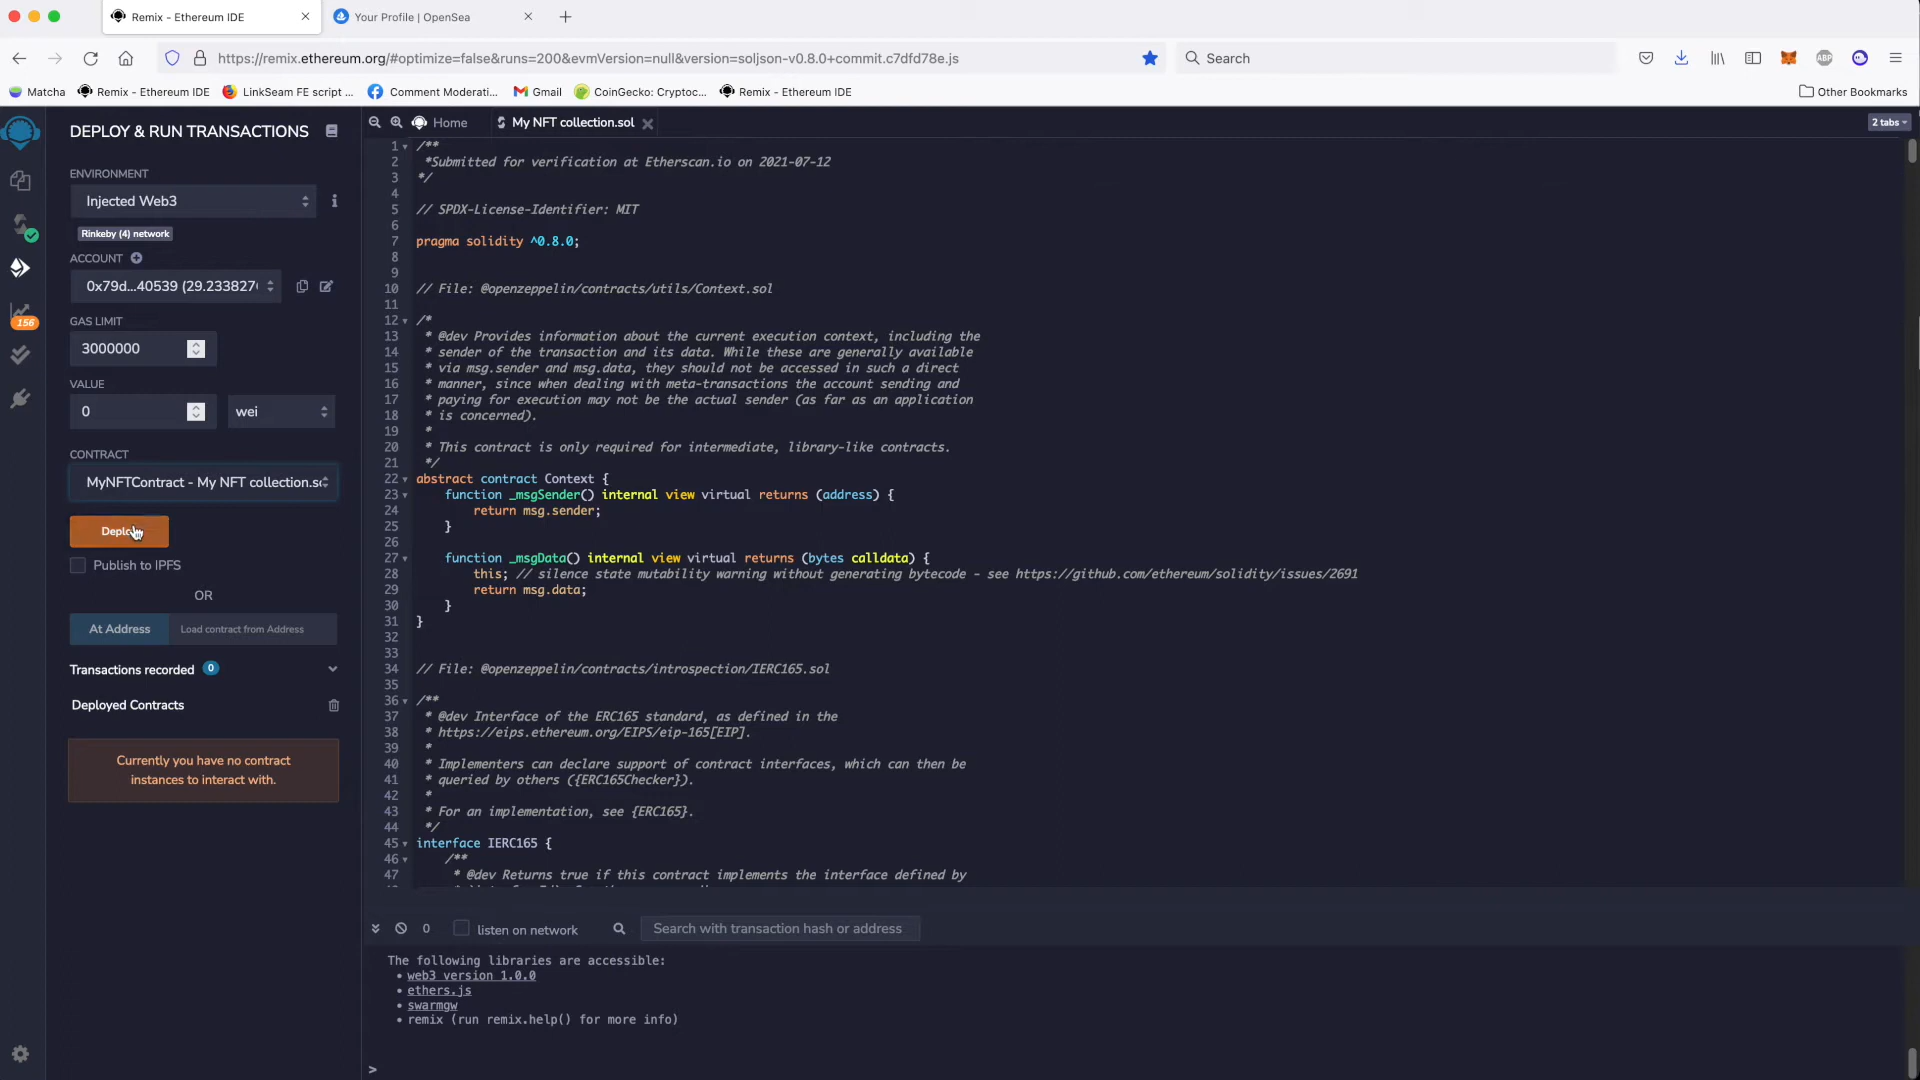 Remix - Ethereum IDE
Your Profile | OpenSea
https://remix.ethereum.org/#optimize=false&runs=200&evmVersion=null&version=soljson-v0.8.0+commit.c7dfd78e.js
Search
ABP
Matcha
Remix - Ethereum IDE
LinkSeam FE script ...
Comment Moderati...
Gmail
CoinGecko: Cryptoc...
Remix - Ethereum IDE
Other Bookmarks
DEPLOY & RUN TRANSACTIONS
Home
My NFT collection.sol
2 tabs
ENVIRONMENT
Injected Web3
Rinkeby (4) network
ACCOUNT
0x79d...40539 (29.233827
GAS LIMIT
3000000
VALUE
0
wei
CONTRACT
MyNFTContract - My NFT collection.so
Publish to IPFS
OR
At Address
Load contract from Address
Transactions recorded 0
Deployed Contracts
Currently you have no contract
instances to interact with.
156
1 /**
2 *Submitted for verification at Etherscan.io on 2021-07-12
3 */
4
5 // SPDX-License-Identifier: MIT
6
7 pragma solidity ^0.8.0;
8
9
10 // File: @openzeppelin/contracts/utils/Context.sol
11
12 /*
13 * @dev Provides information about the current execution context, including the
14 * sender of the transaction and its data. While these are generally available
15 * via msg.sender and msg.data, they should not be accessed in such a direct
16 * manner, since when dealing with meta-transactions the account sending and
17 * paying for execution may not be the actual sender (as far as an application
18 * is concerned).
19 *
20 * This contract is only required for intermediate, library-like contracts.
21 */
22 abstract contract Context {
23 function _msgSender() internal view virtual returns (address) {
24 return msg.sender;
25 }
26
27 function _msgData() internal view virtual returns (bytes calldata) {
28 this; // silence state mutability warning without generating bytecode - see https://github.com/ethereum/solidity/issues/2691
29 return msg.data;
30 }
31 }
32
33
34 // File: @openzeppelin/contracts/introspection/IERC165.sol
35
36 /**
37 * @dev Interface of the ERC165 standard, as defined in the
38 * https://eips.ethereum.org/EIPS/eip-165[EIP].
39 *
40 * Implementers can declare support of contract interfaces, which can then be
41 * queried by others ({ERC165Checker}).
42 *
43 * For an implementation, see {ERC165}.
44 */
45 interface IERC165 {
46 /**
47 * @dev Returns true if this contract implements the interface defined by
0
listen on network
Search with transaction hash or address
The following libraries are accessible:
• web3 version 1.0.0
• ethers.js
• swarmgw
• remix (run remix.help() for more info)
>